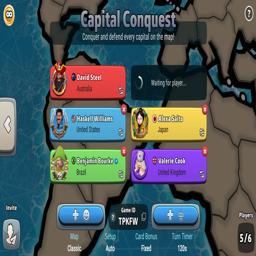 Capital Conquest
Conquer and defend every capital on the map!
David Steel
Australia
Waiting for player...
Haskell Williams
United States
Alexa Saito
Japan
Benjamin Bourke
Brazil
Valerie Cook
United Kingdom
Invite
Game ID
TPKFW
Players
5/6
Map
Classic
Setup
Auto
Card Bonus
Fixed
Turn Timer
120s